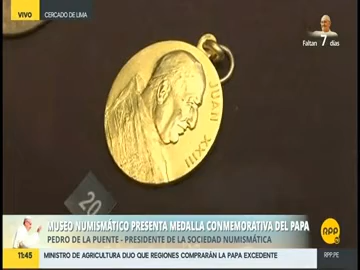 VIVO
CERCADO DE LIMA
Faltan 7 días
JUAN XXIII
20
MUSEO NUMISMÁTICO PRESENTA MEDALLA CONMEMORATIVA DEL PAPA
PEDRO DE LA PUENTE - PRESIDENTE DE LA SOCIEDAD NUMISMÁTICA
RPP
11:45
MINISTRO DE AGRICULTURA DIJO QUE REGIONES COMPRARÁN LA PAPA EXCEDENTE
RPP.PE